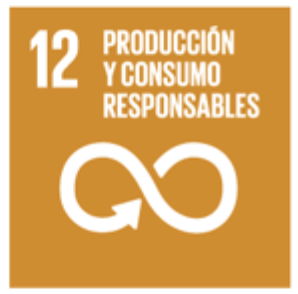 12 PRODUCCIÓN
Y CONSUMO
RESPONSABLES